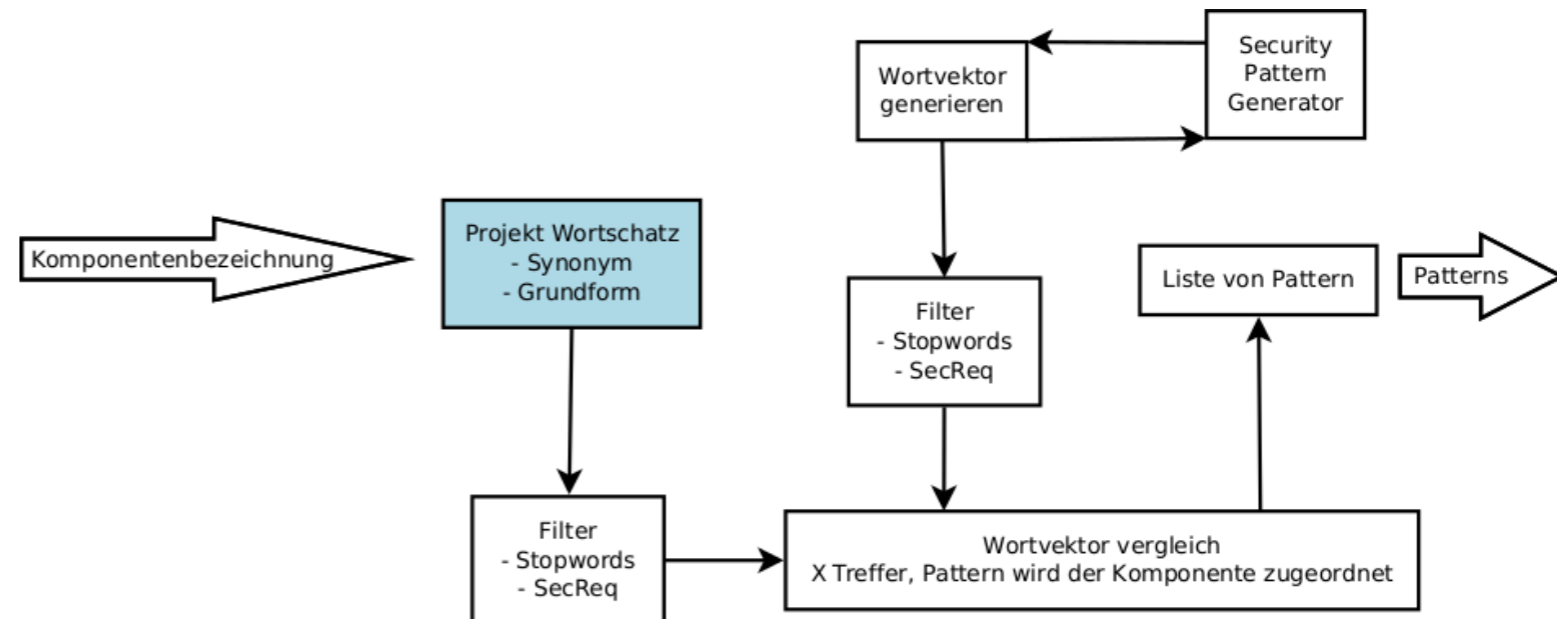 Wortvektor
generieren
Security
Pattern
Generator
Komponentenbezeichnung
Projekt Wortschatz
- Synonym
- Grundform
Filter
- Stopwords
- SecReq
Liste von Pattern
Patterns
Filter
- Stopwords
- SecReq
Wortvektor vergleich
X Treffer, Pattern wird der Komponente zugeordnet